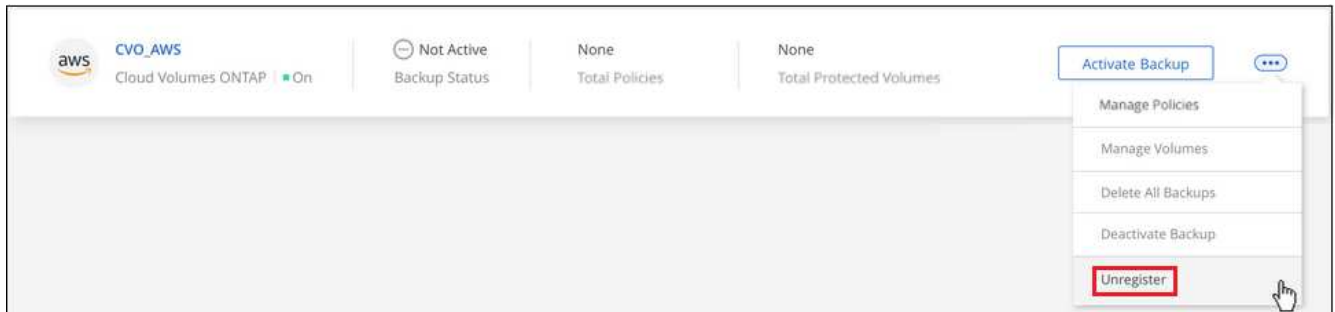 aws
CVO_AWS
Cloud Volumes ONTAP
On
Not Active
Backup Status
None
Total Policies
None
Total Protected Volumes
Activate Backup
Manage Policies
Manage Volumes
Delete All Backups
Deactivate Backup
Unregister